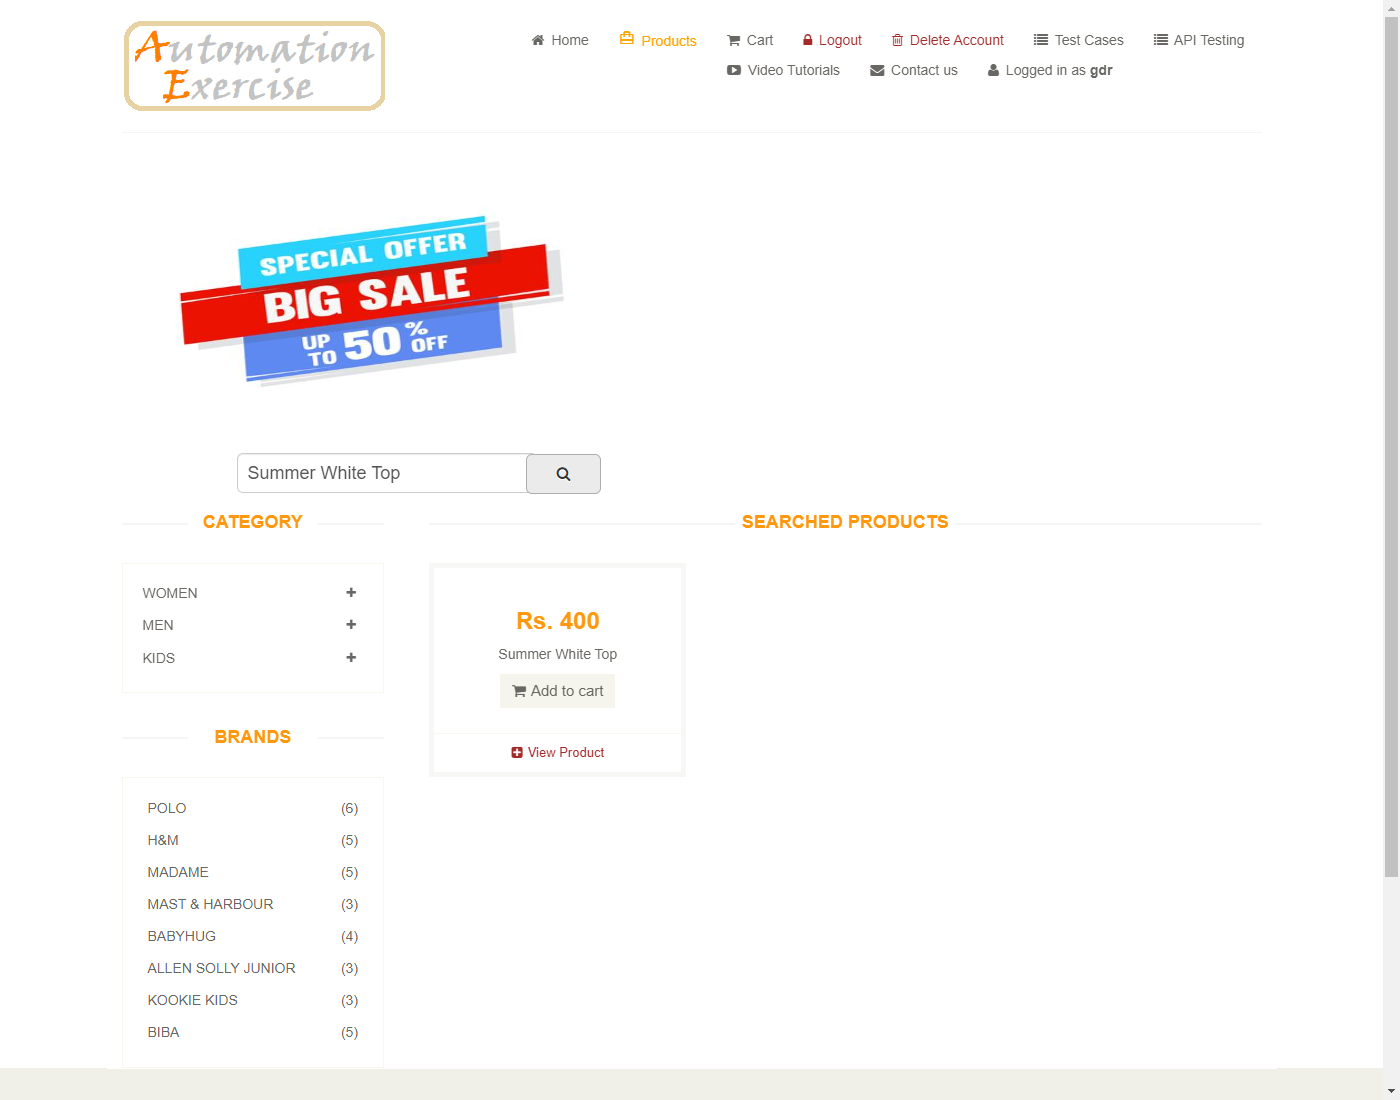 Automation
Exercise
Home
Products
Cart
Logout
Delete Account
Test Cases
API Testing
Video Tutorials
Contact us
Logged in as gdr
SPECIAL OFFER
BIG SALE
UP TO 50% OFF
Summer White Top
CATEGORY
WOMEN
MEN
KIDS
BRANDS
POLO (6)
H&M (5)
MADAME (5)
MAST & HARBOUR (3)
BABYHUG (4)
ALLEN SOLLY JUNIOR (3)
KOOKIE KIDS (3)
BIBA (5)
SEARCHED PRODUCTS
Rs. 400
Summer White Top
Add to cart
View Product